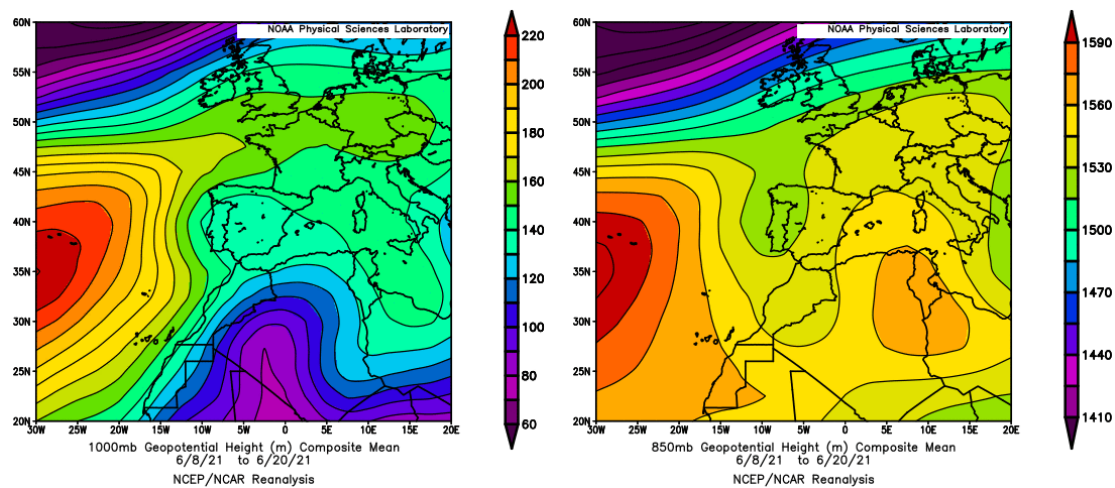 NOAA Physical Sciences Laboratory
60N
55N
50N
45N
40N
35N
30N
25N
20N
30W 25W 20W 15W 10W 5W 0 5E 10E 15E 20E
220
200
180
160
140
120
100
80
60
1000mb Geopotential Height (m) Composite Mean
6/8/21 to 6/20/21
NCEP/NCAR Reanalysis
NOAA Physical Sciences Laboratory
60N
55N
50N
45N
40N
35N
30N
25N
20N
30W 25W 20W 15W 10W 5W 0 5E 10E 15E 20E
1590
1560
1530
1500
1470
1440
1410
850mb Geopotential Height (m) Composite Mean
6/8/21 to 6/20/21
NCEP/NCAR Reanalysis